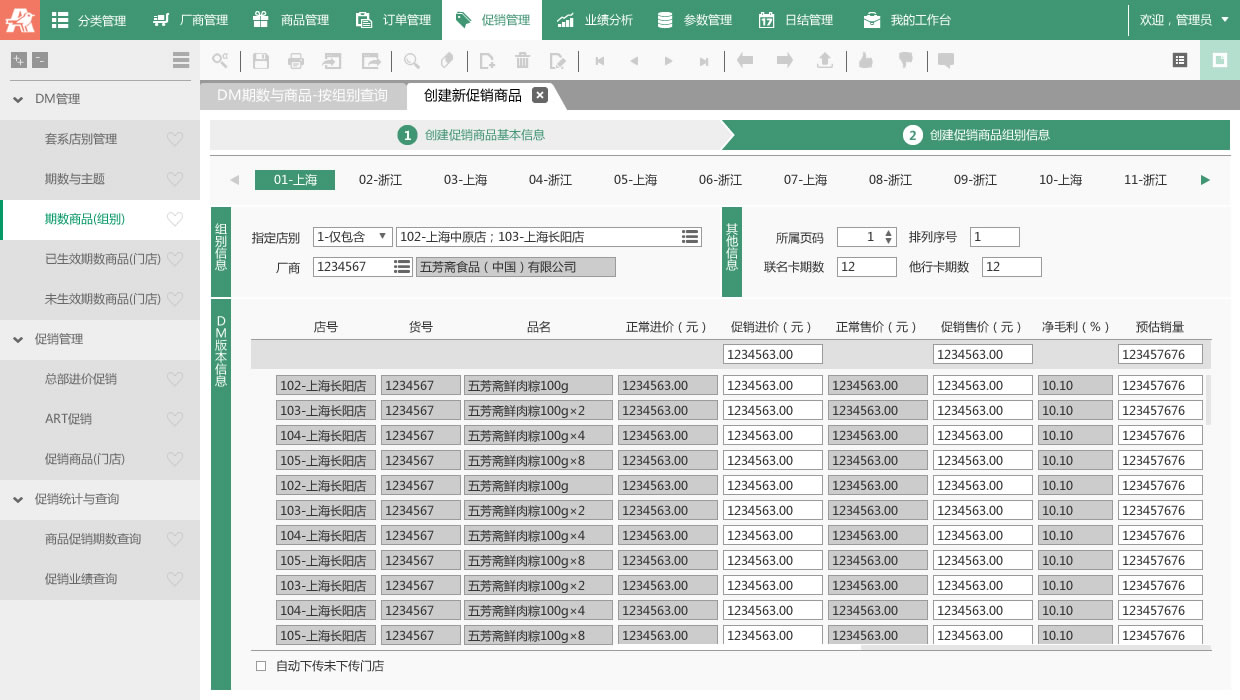 分类管理 厂商管理 商品管理 订单管理 促销管理 业绩分析 参数管理 日结管理 我的工作台 欢迎，管理员
DM管理
套系店别管理
期数与主题
期数商品(组别)
已生效期数商品(门店)
未生效期数商品(门店)
促销管理
总部进价促销
ART促销
促销商品(门店)
促销统计与查询
商品促销期数查询
促销业绩查询
DM期数与商品-按组别查询 创建新促销商品
1 创建促销商品基本信息 2 创建促销商品组别信息
01-上海 02-浙江 03-上海 04-浙江 05-上海 06-浙江 07-上海 08-浙江 09-浙江 10-上海 11-浙江
组别信息
指定店别 1-仅包含 102-上海中原店；103-上海长阳店
厂商 1234567 五芳斋食品（中国）有限公司
其他信息
所属页码 1 排列序号 1
联名卡期数 12 他行卡期数 12
DM版本信息
店号 货号 品名 正常进价（元） 促销进价（元） 正常售价（元） 促销售价（元） 净毛利（%） 预估销量
1234563.00 1234563.00 123457676
102-上海长阳店 1234567 五芳斋鲜肉粽100g 1234563.00 1234563.00 1234563.00 1234563.00 10.10 123457676
103-上海长阳店 1234567 五芳斋鲜肉粽100g×2 1234563.00 1234563.00 1234563.00 1234563.00 10.10 123457676
104-上海长阳店 1234567 五芳斋鲜肉粽100g×4 1234563.00 1234563.00 1234563.00 1234563.00 10.10 123457676
105-上海长阳店 1234567 五芳斋鲜肉粽100g×8 1234563.00 1234563.00 1234563.00 1234563.00 10.10 123457676
102-上海长阳店 1234567 五芳斋鲜肉粽100g 1234563.00 1234563.00 1234563.00 1234563.00 10.10 123457676
103-上海长阳店 1234567 五芳斋鲜肉粽100g×2 1234563.00 1234563.00 1234563.00 1234563.00 10.10 123457676
104-上海长阳店 1234567 五芳斋鲜肉粽100g×4 1234563.00 1234563.00 1234563.00 1234563.00 10.10 123457676
105-上海长阳店 1234567 五芳斋鲜肉粽100g×8 1234563.00 1234563.00 1234563.00 1234563.00 10.10 123457676
103-上海长阳店 1234567 五芳斋鲜肉粽100g×2 1234563.00 1234563.00 1234563.00 1234563.00 10.10 123457676
104-上海长阳店 1234567 五芳斋鲜肉粽100g×4 1234563.00 1234563.00 1234563.00 1234563.00 10.10 123457676
105-上海长阳店 1234567 五芳斋鲜肉粽100g×8 1234563.00 1234563.00 1234563.00 1234563.00 10.10 123457676
自动下传未下传门店